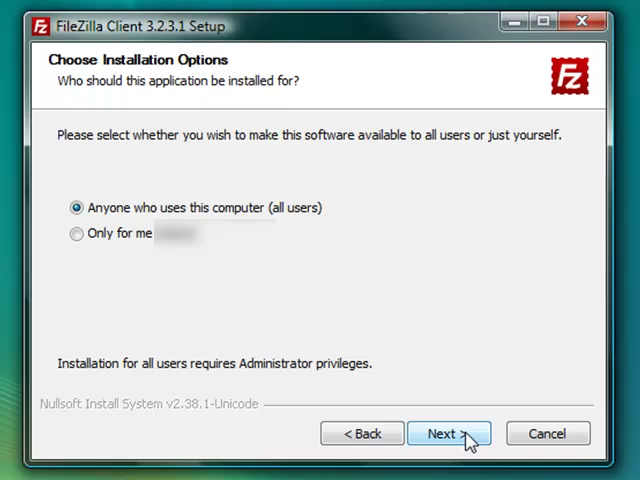 FileZilla Client 3.2.3.1 Setup
Choose Installation Options
Who should this application be installed for?
Fz
Please select whether you wish to make this software available to all users or just yourself.
Anyone who uses this computer (all users)
Only for me
Installation for all users requires Administrator privileges.
Nullsoft Install System v2.38.1-Unicode
< Back
Next >
Cancel